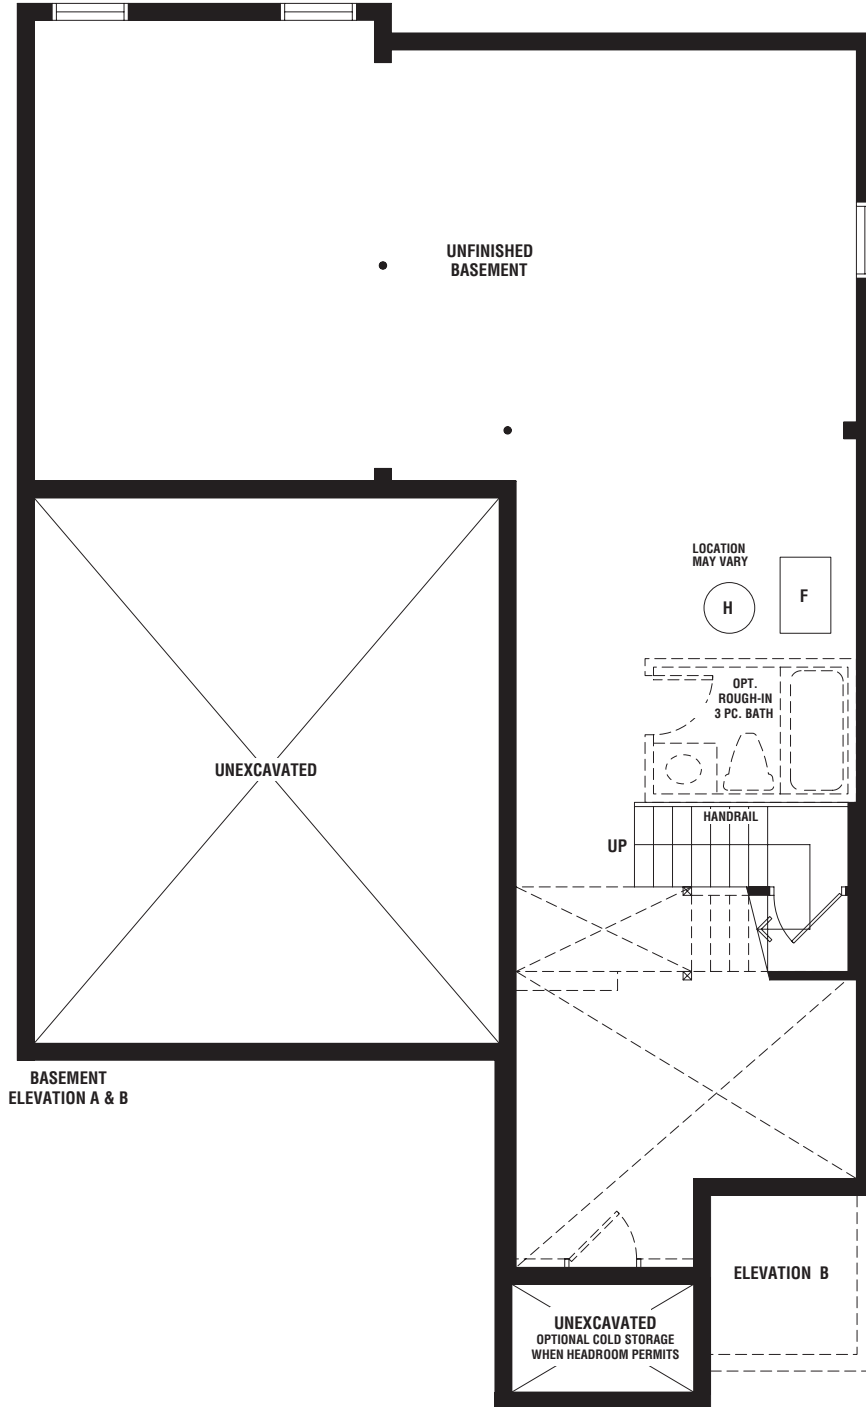 UNFINISHED
BASEMENT
LOCATION
MAY VARY
H
F
OPT.
ROUGH-IN
3 PC. BATH
UNEXCAVATED
HANDRAIL
UP
BASEMENT
ELEVATION A & B
ELEVATION B
UNEXCAVATED
OPTIONAL COLD STORAGE
WHEN HEADROOM PERMITS